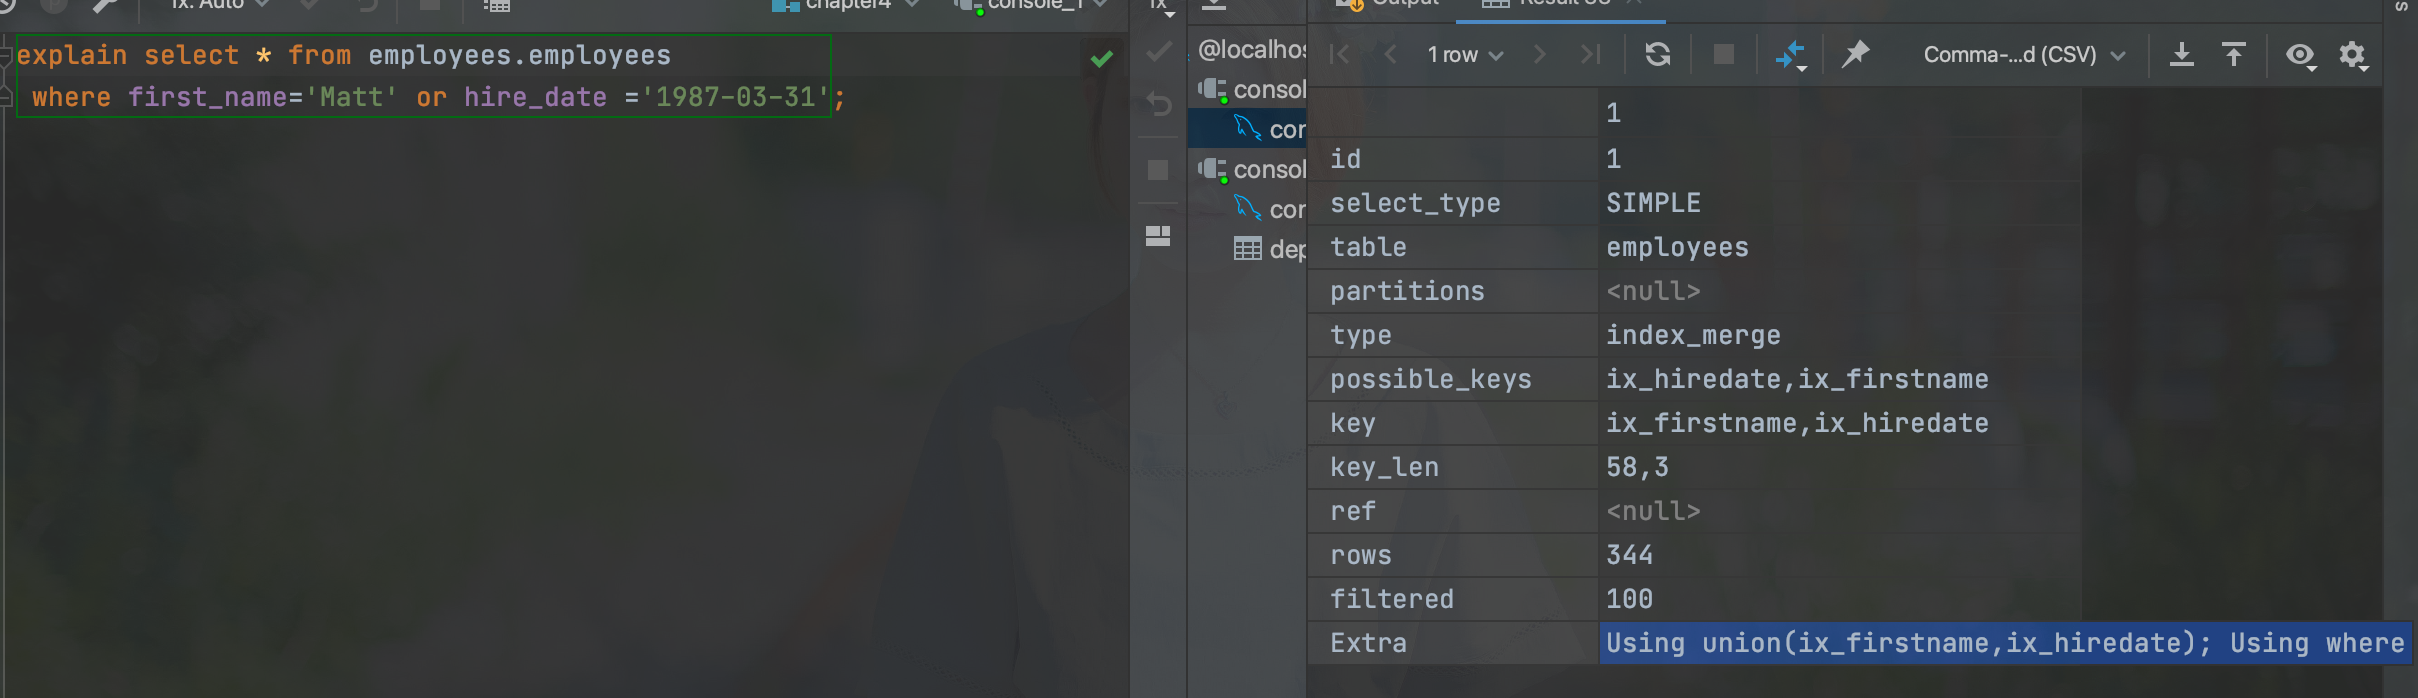 Tx: Auto
chapter4
console_1
Tx
Output
explain select * from employees.employees
where first_name='Matt' or hire_date ='1987-03-31';
@localhos
consol
cor
consol
cor
dep
1 row
Comma-...d (CSV)
1
id 1
select_type SIMPLE
table employees
partitions <null>
type index_merge
possible_keys ix_hiredate,ix_firstname
key ix_firstname,ix_hiredate
key_len 58,3
ref <null>
rows 344
filtered 100
Extra Using union(ix_firstname,ix_hiredate); Using where